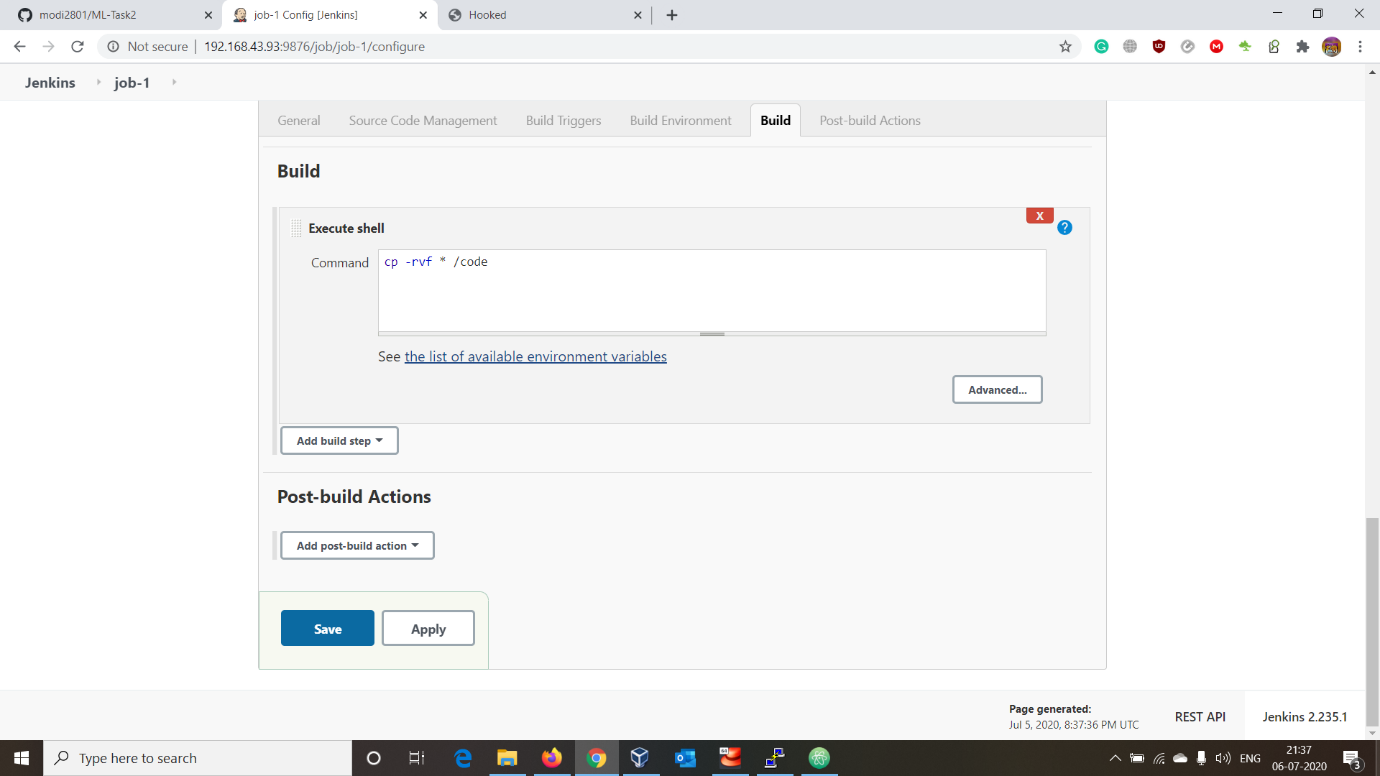 modi2801/ML-Task2
job-1 Config [Jenkins]
Hooked
Not secure
192.168.43.93:9876/job/job-1/configure
Jenkins
job-1
General
Source Code Management
Build Triggers
Build Environment
Build
Post-build Actions
Build
Execute shell
X
?
Command
cp -rvf * /code
See the list of available environment variables
Advanced...
Add build step
Post-build Actions
Add post-build action
Save
Apply
Page generated:
Jul 5, 2020, 8:37:36 PM UTC
REST API
Jenkins 2.235.1
Type here to search
ENG
21:37
06-07-2020
3